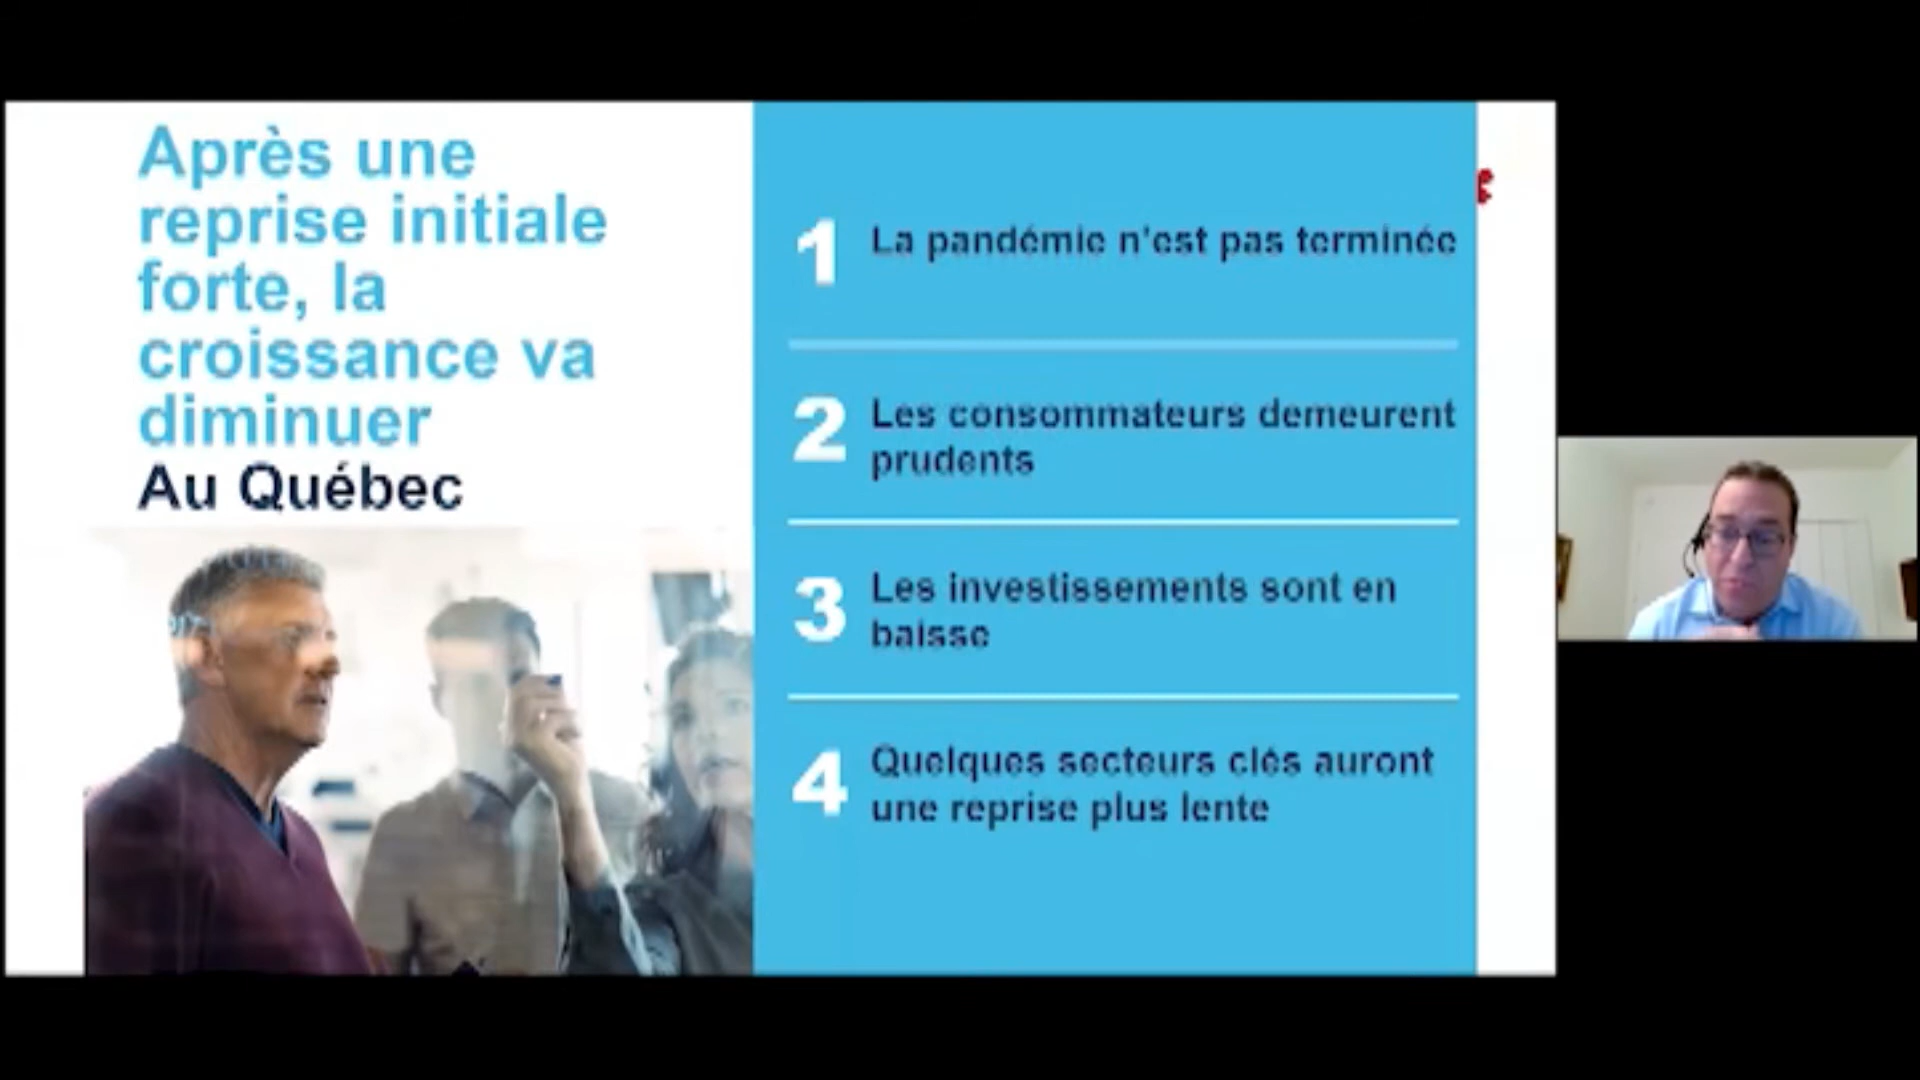 Après une
reprise initiale
forte, la
croissance va
diminuer
Au Québec
1 La pandémie n'est pas terminée
2 Les consommateurs demeurent
prudents
3 Les investissements sont en
baisse
4 Quelques secteurs clés auront
une reprise plus lente